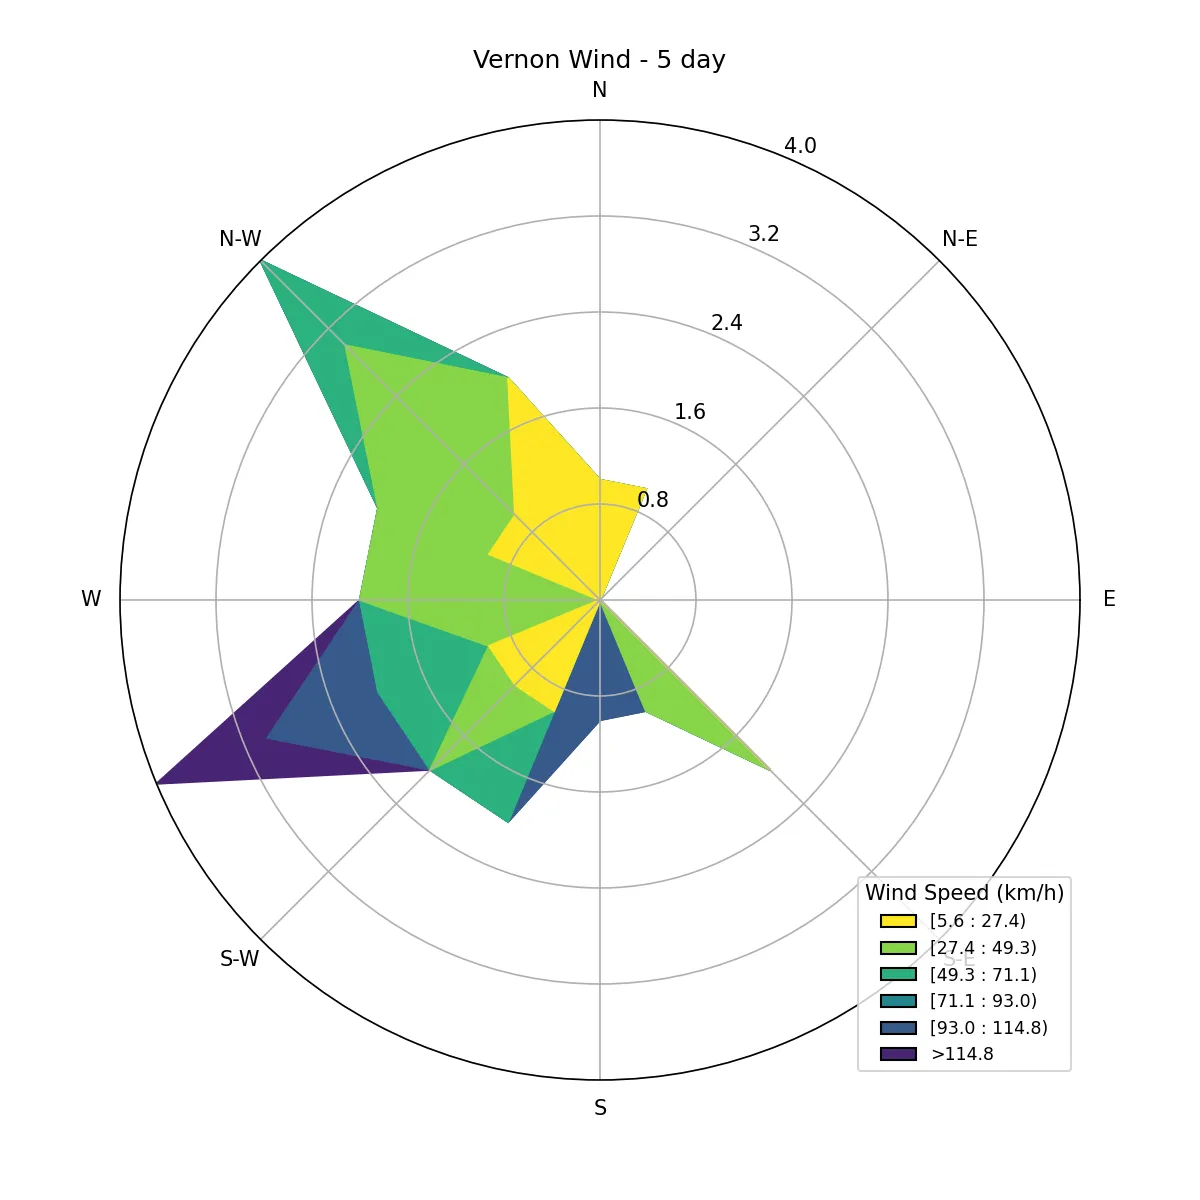 Vernon Wind - 5 day
N
4.0
N-W
N-E
3.2
2.4
1.6
0.8
W
E
S-W
S-E
S
Wind Speed (km/h)
[5.6 : 27.4)
[27.4 : 49.3)
[49.3 : 71.1)
[71.1 : 93.0)
[93.0 : 114.8)
>114.8